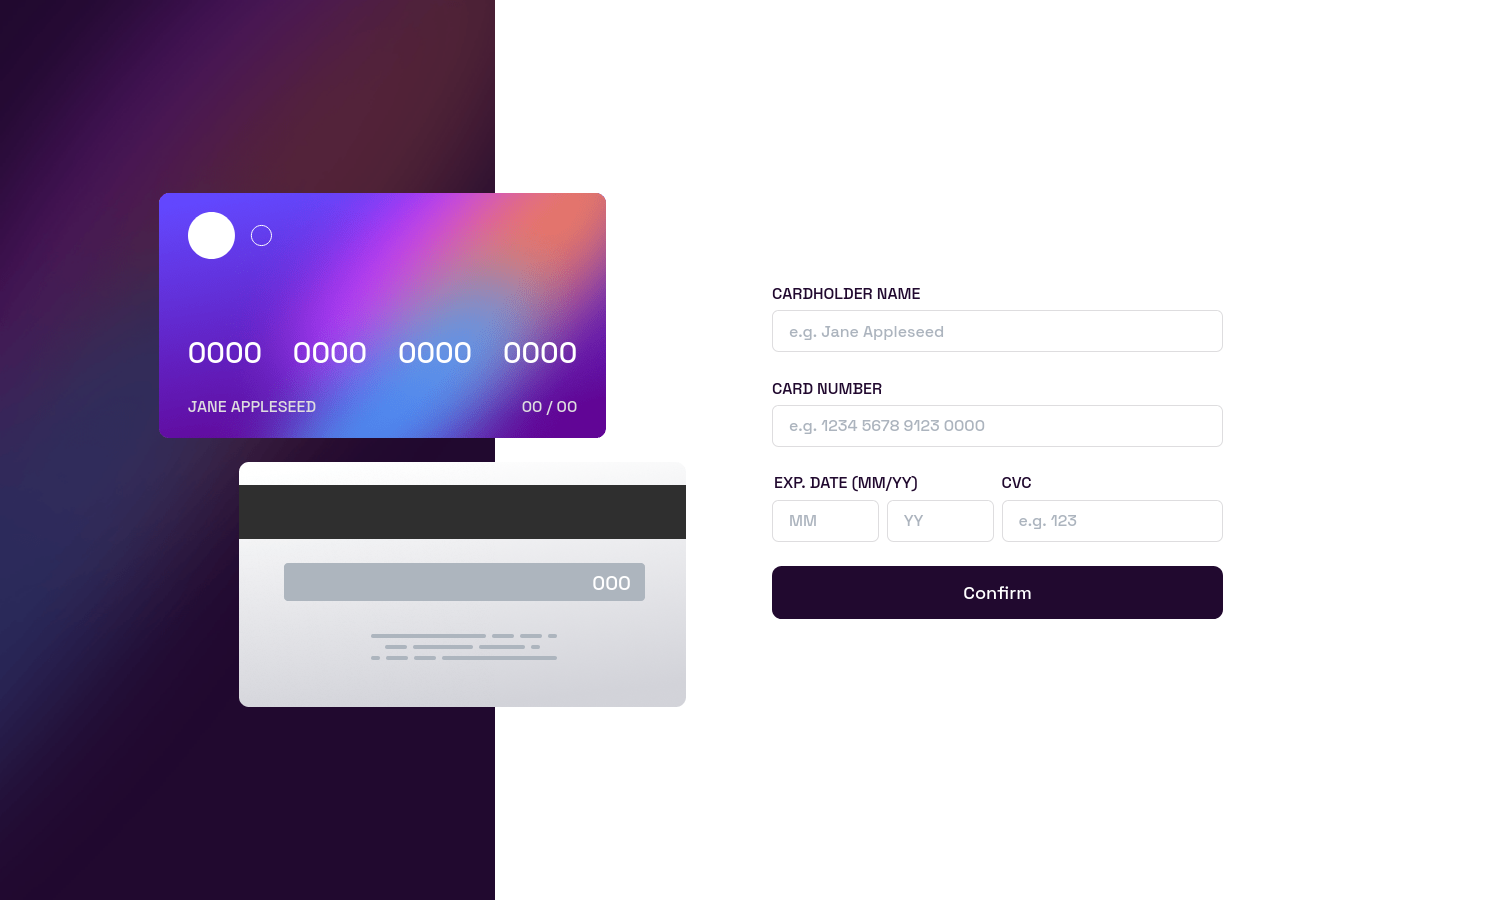 0000 0000 0000 0000
JANE APPLESEED 00 / 00
000
CARDHOLDER NAME
e.g. Jane Appleseed
CARD NUMBER
e.g. 1234 5678 9123 0000
EXP. DATE (MM/YY) CVC
MM YY e.g. 123
Confirm